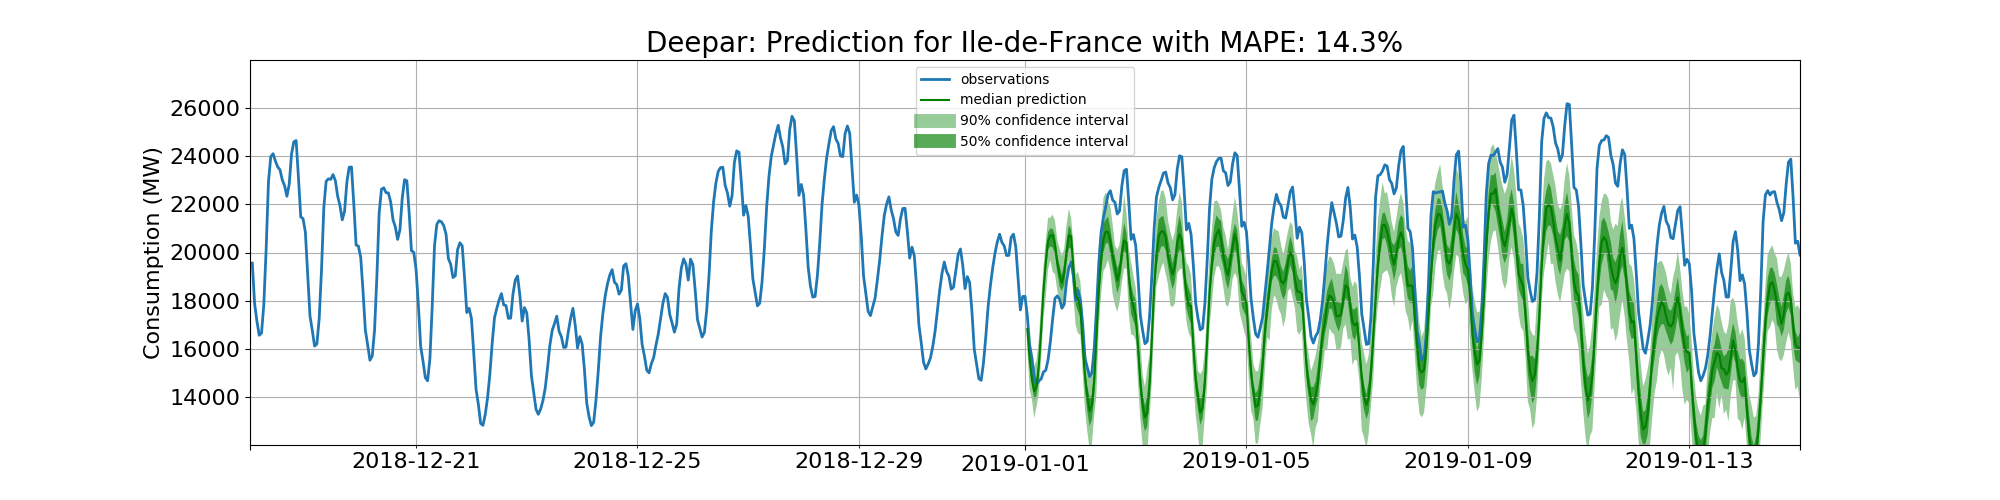 Deepar: Prediction for Ile-de-France with MAPE: 14.3%
observations
median prediction
90% confidence interval
50% confidence interval
Consumption (MW)
26000
24000
22000
20000
18000
16000
14000
2018-12-21
2018-12-25
2018-12-29
2019-01-01
2019-01-05
2019-01-09
2019-01-13